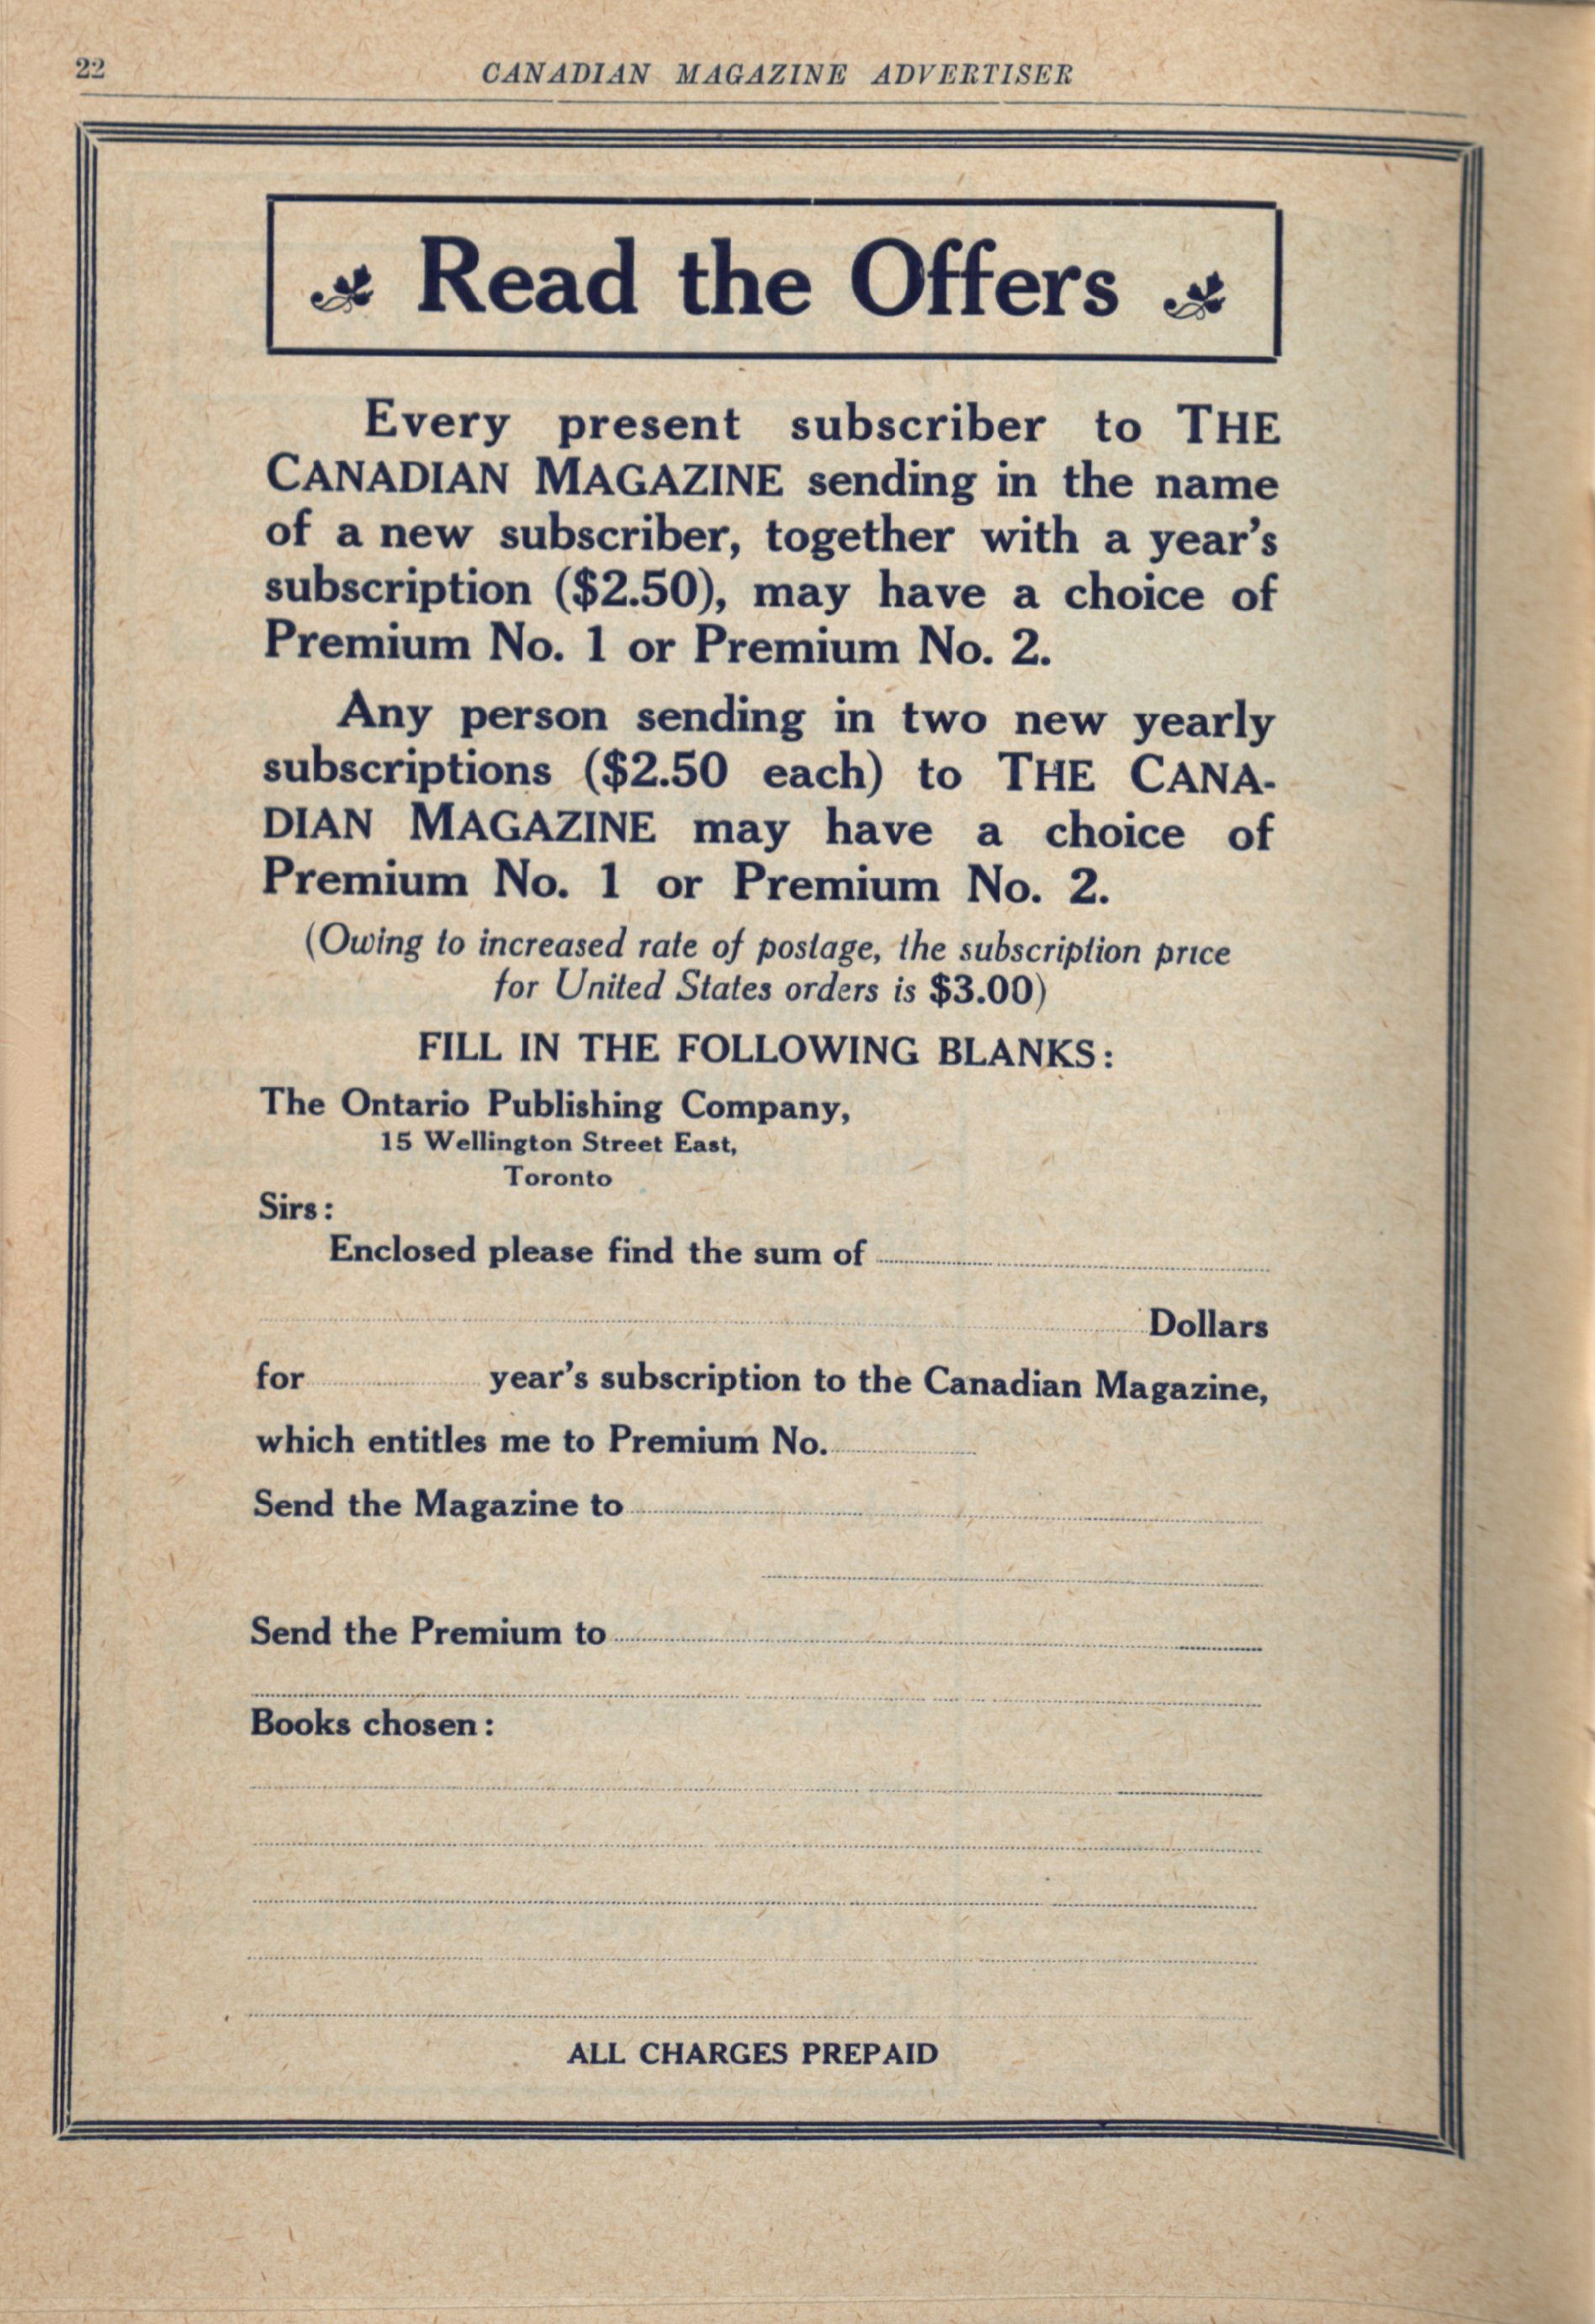 22
CANADIAN MAGAZINE ADVERTISER
Read the Offers
Every present subscriber to THE
CANADIAN MAGAZINE sending in the name
of a new subscriber, together with a year's
subscription ($2.50), may have a choice of
Premium No. 1 or Premium No. 2.
Any person sending in two new yearly
subscriptions ($2.50 each) to THE CANA-
DIAN MAGAZINE may have a choice of
Premium No. 1 or Premium No. 2.
(Owing to increased rate of postage, the subscription price
for United States orders is $3.00)
FILL IN THE FOLLOWING BLANKS:
The Ontario Publishing Company,
15 Wellington Street East,
Toronto
Sirs:
Enclosed please find the sum of
Dollars
for year's subscription to the Canadian Magazine,
which entitles me to Premium No.
Send the Magazine to
Send the Premium to
Books chosen:
ALL CHARGES PREPAID